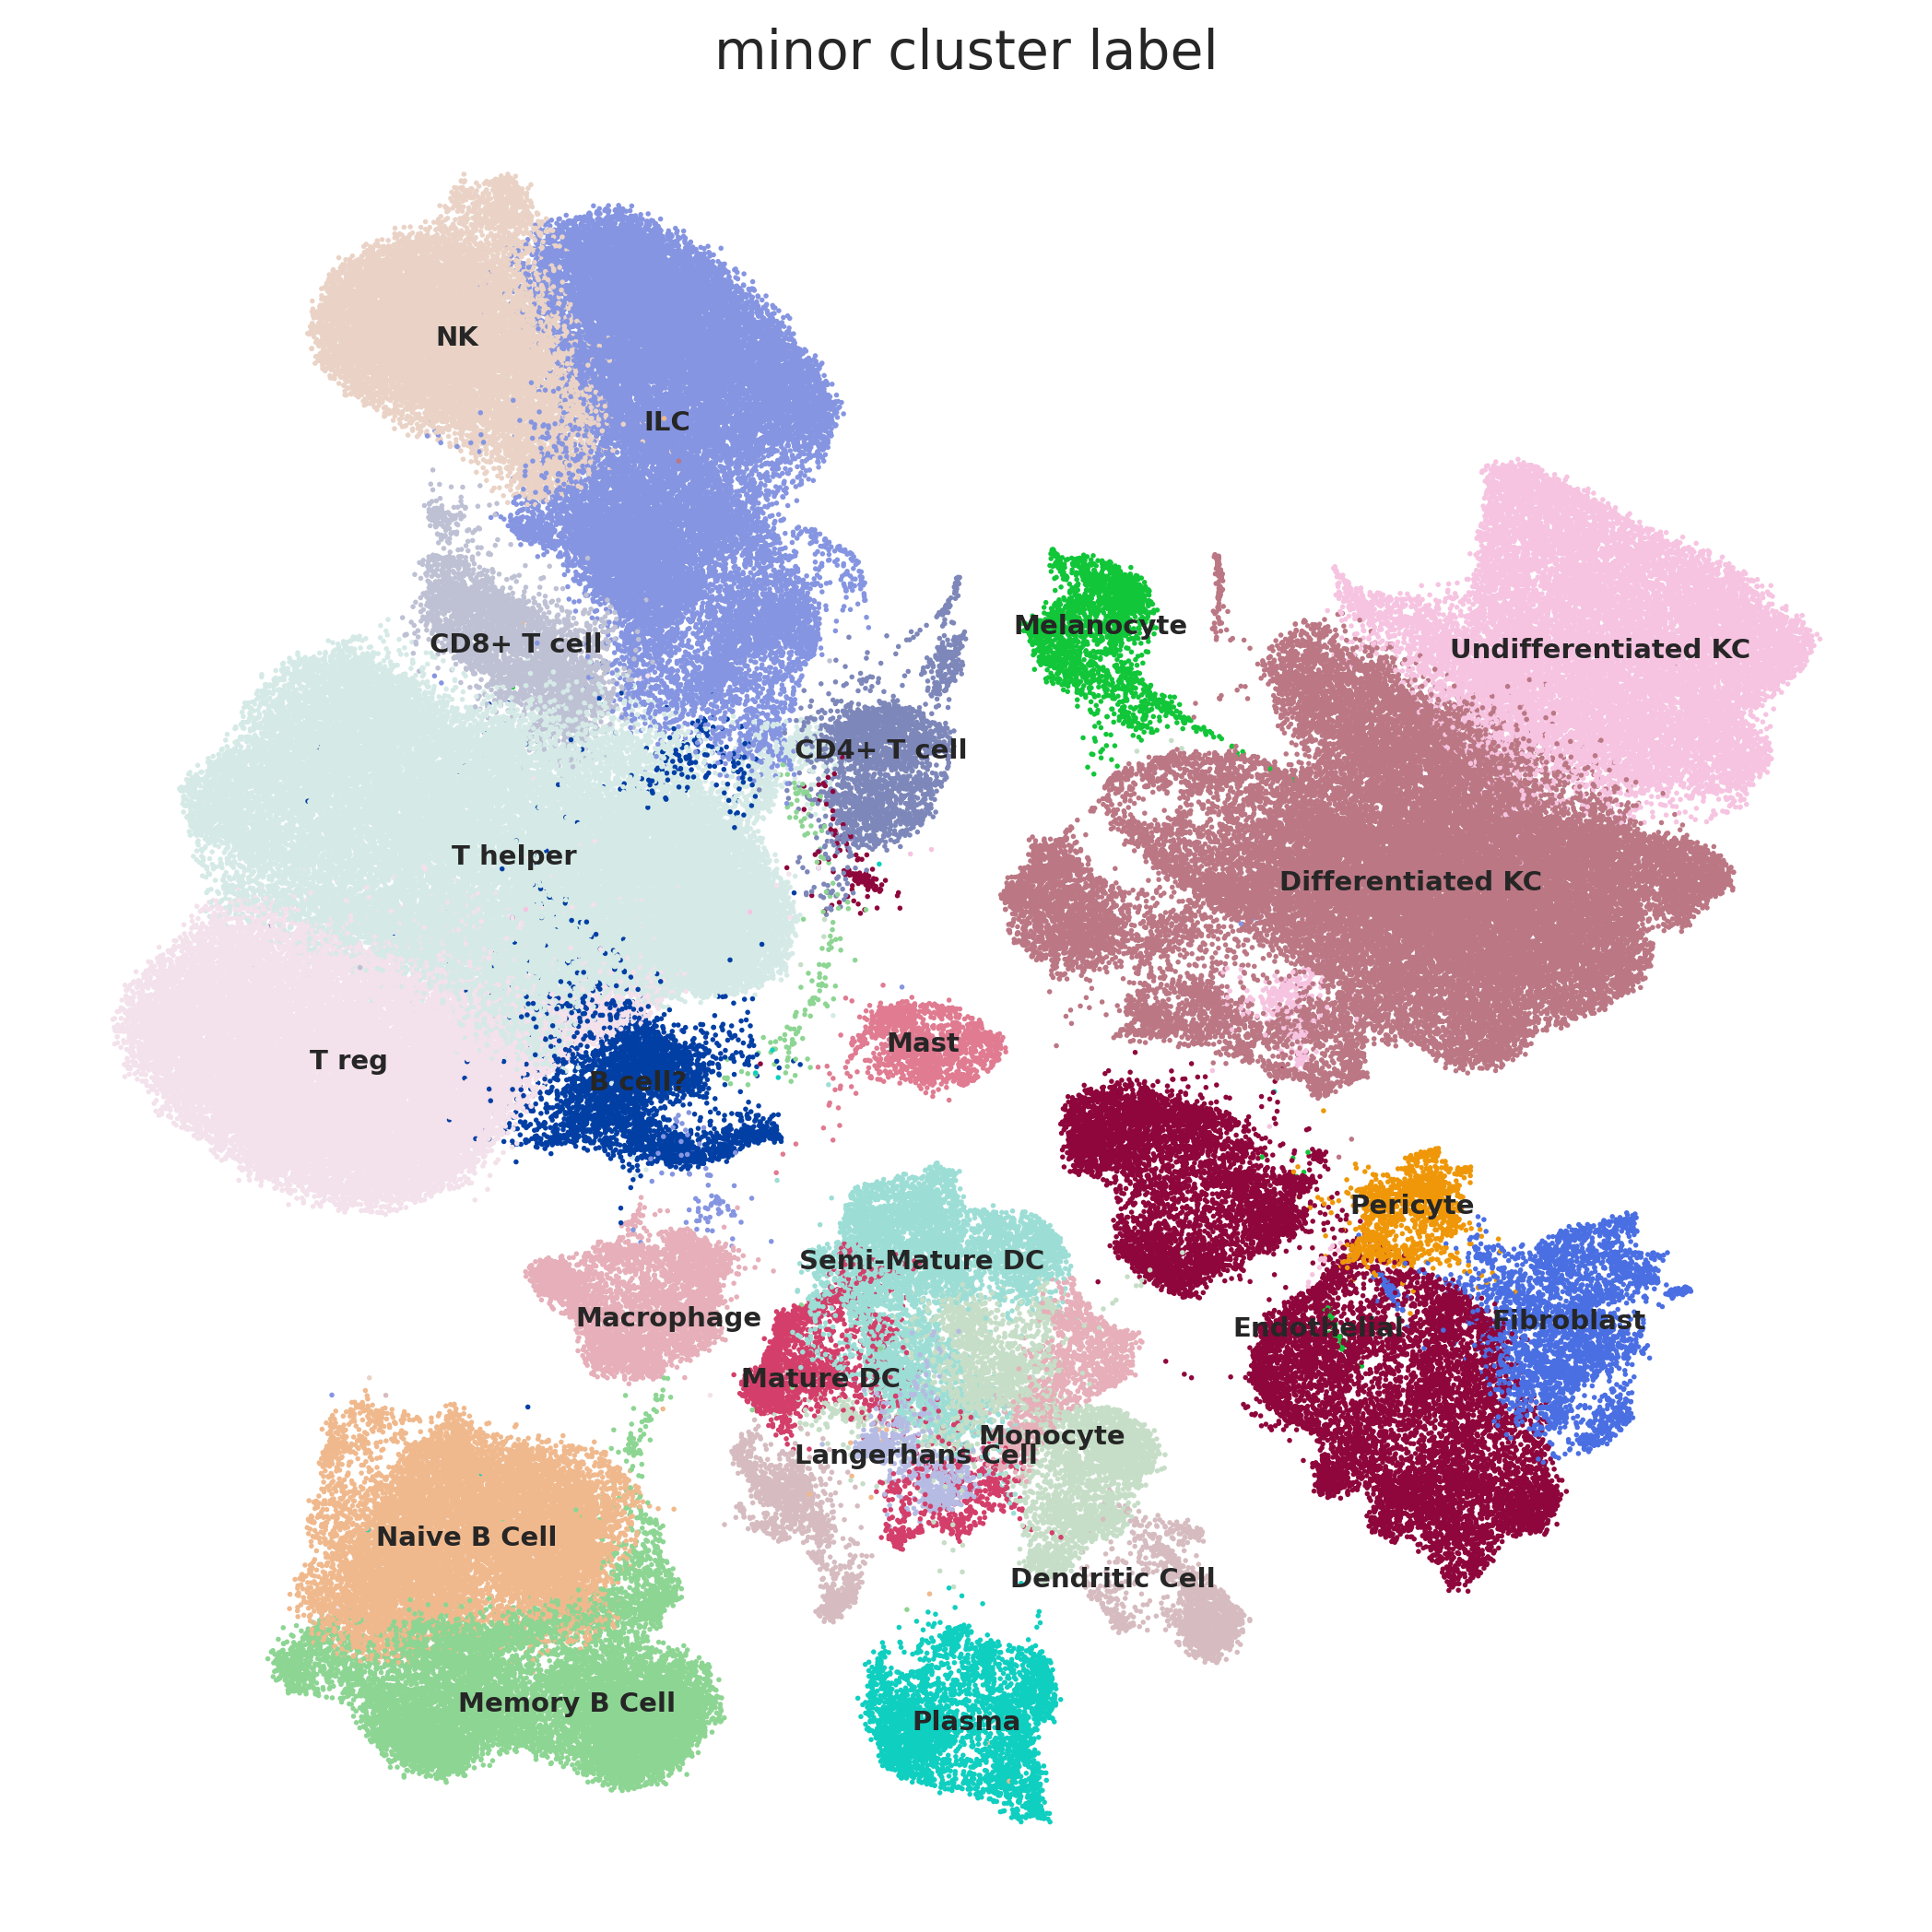 minor cluster label
NK
ILC
Melanocyte
CD8+ T cell
Undifferentiated KC
CD4+ T cell
T helper
Differentiated KC
Mast
T reg
B cell?
Pericyte
Semi-Mature DC
Macrophage
Fibroblast
Endothelial
Mature DC
Monocyte
Langerhans Cell
Naive B Cell
Dendritic Cell
Memory B Cell
Plasma